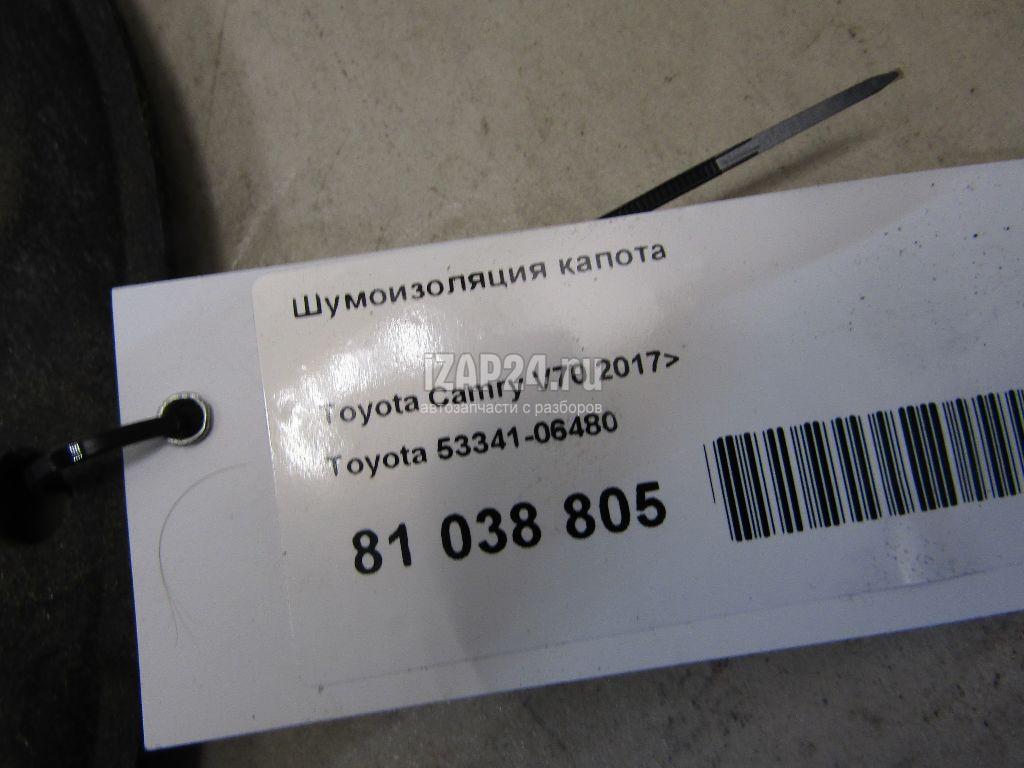 Шумоизоляция капота
iZAP24.ru
Toyota Camry V70 2017>
автозапчасти с разборов
Toyota 53341-06480
81 038 805